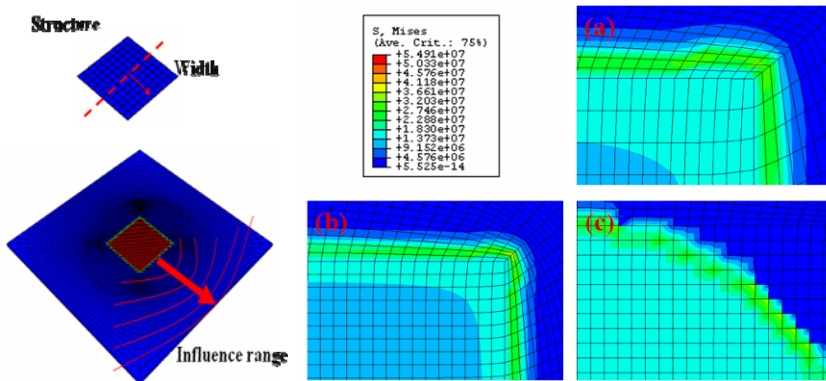 Structure
Width
Influence range
S, Mises
(Ave. Crit.: 75%)
+5.491e+07
+5.033e+07
+4.576e+07
+4.118e+07
+3.661e+07
+3.203e+07
+2.746e+07
+2.288e+07
+1.830e+07
+1.373e+07
+9.152e+06
+4.576e+06
+5.525e-14
(a)
(b)
(c)